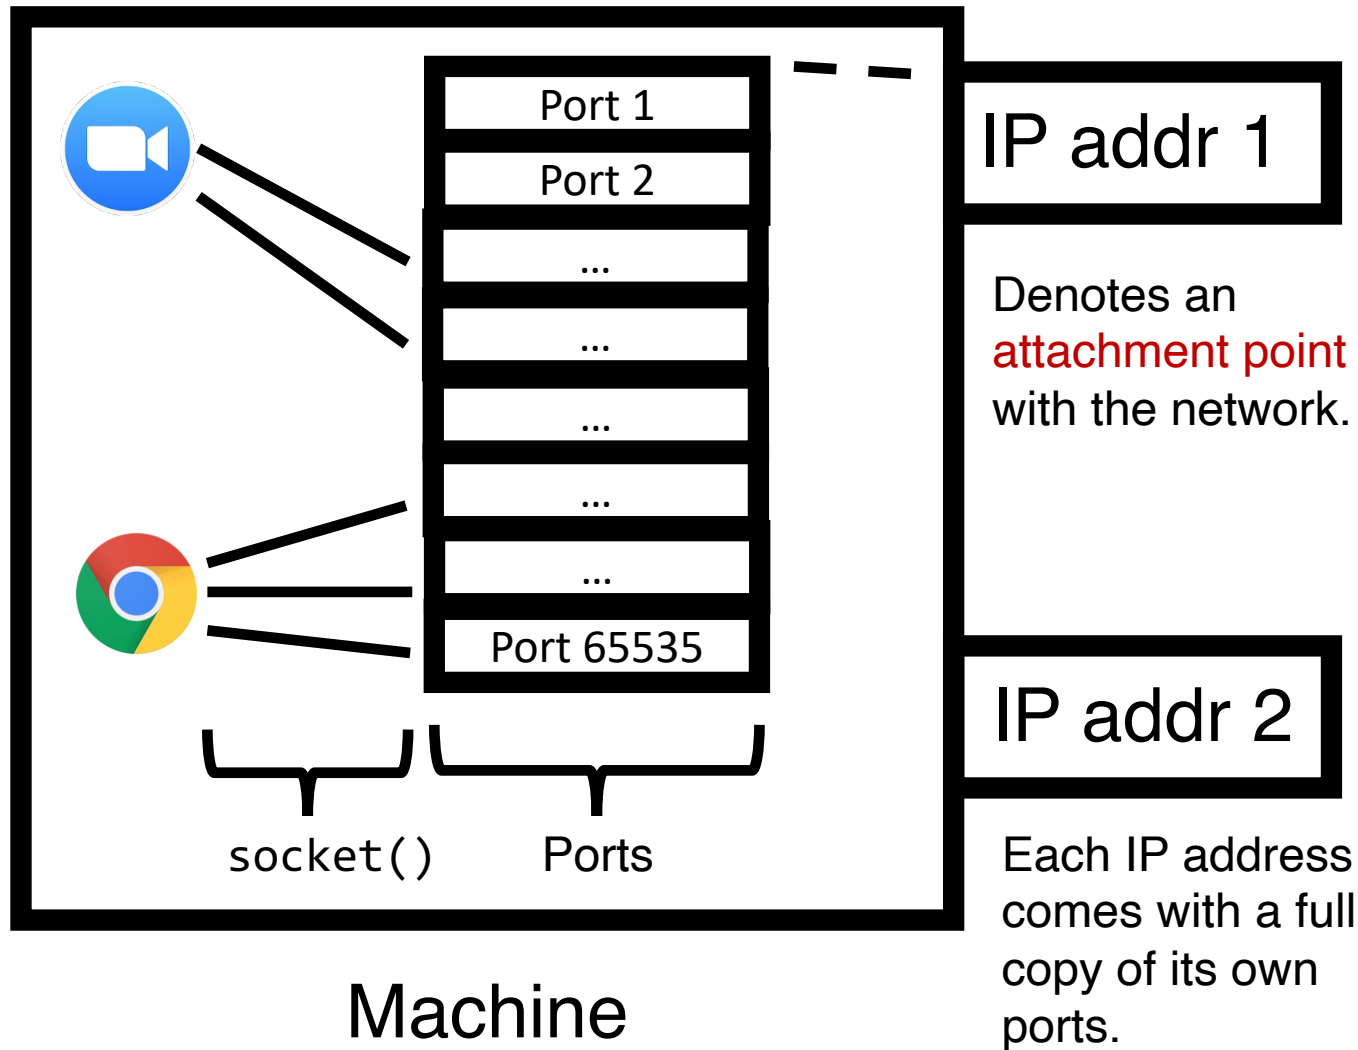 Port 1
Port 2
...
...
...
...
...
Port 65535
socket()
Ports
Machine
IP addr 1
Denotes an
attachment point
with the network.
IP addr 2
Each IP address
comes with a full
copy of its own
ports.